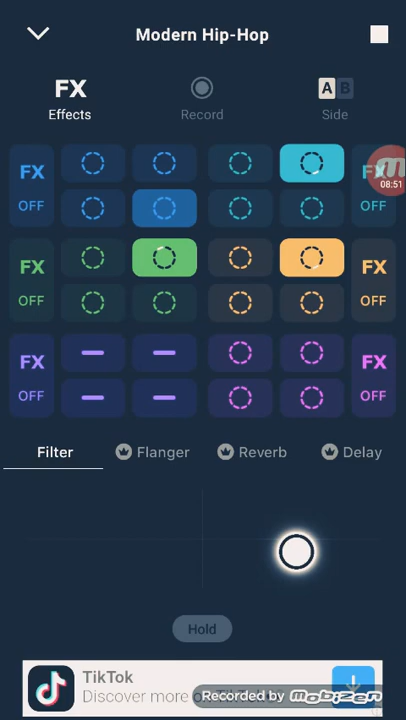 Modern Hip-Hop
FX
Effects
Record
A B
Side
FX
OFF
FX
OFF
08:51
FX
OFF
FX
OFF
FX
OFF
FX
OFF
Filter
Flanger
Reverb
Delay
Hold
TikTok
Discover more
Recorded by
mobizen